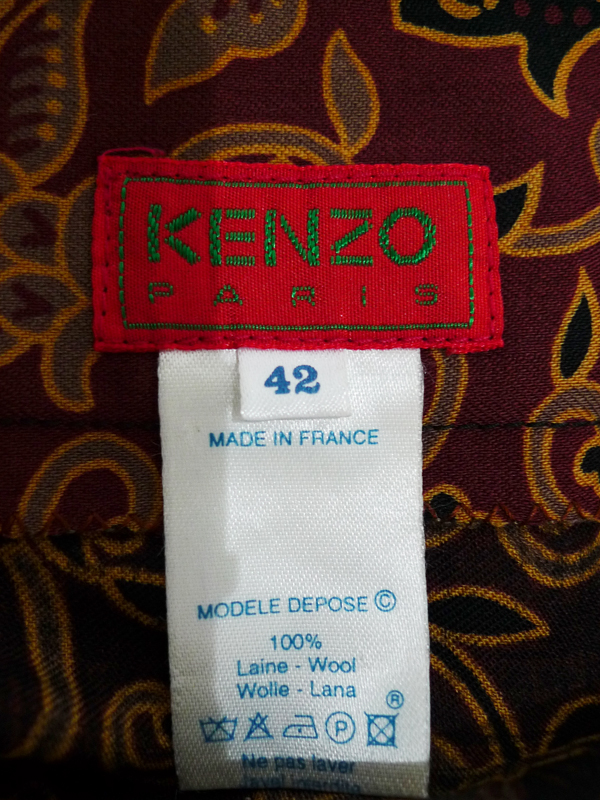 KENZO
PARIS
42
MADE IN FRANCE
MODELE DEPOSE ©
100%
Laine - Wool
Wolle - Lana
®
P
Ne pas laver